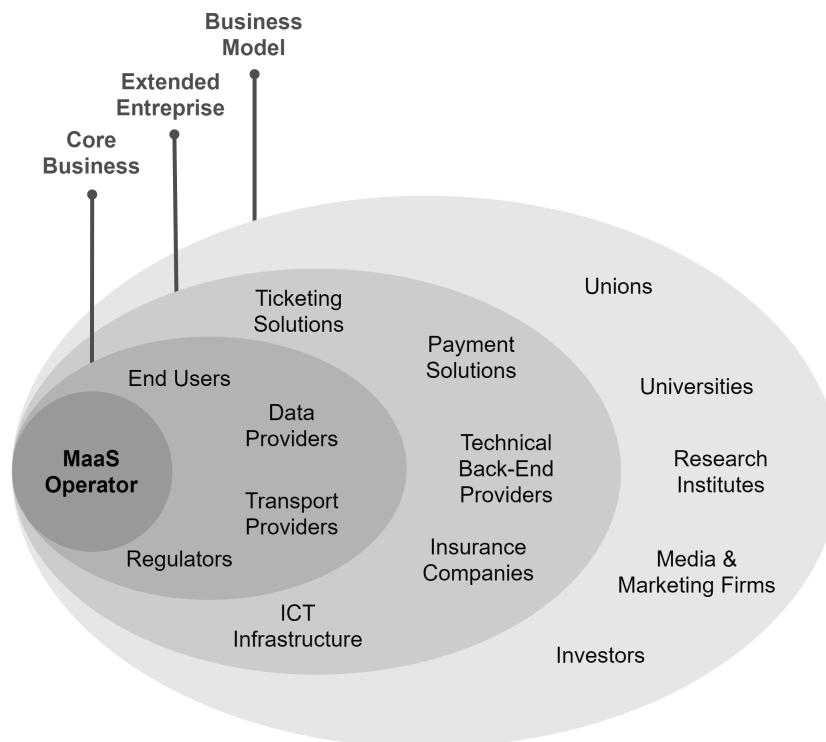 Business
Model
Extended
Entreprise
Core
Business
Unions
Ticketing
Solutions
Payment
Solutions
End Users
Universities
Data
Providers
MaaS
Operator
Technical
Back-End
Providers
Research
Institutes
Transport
Providers
Regulators
Insurance
Companies
Media &
Marketing Firms
ICT
Infrastructure
Investors